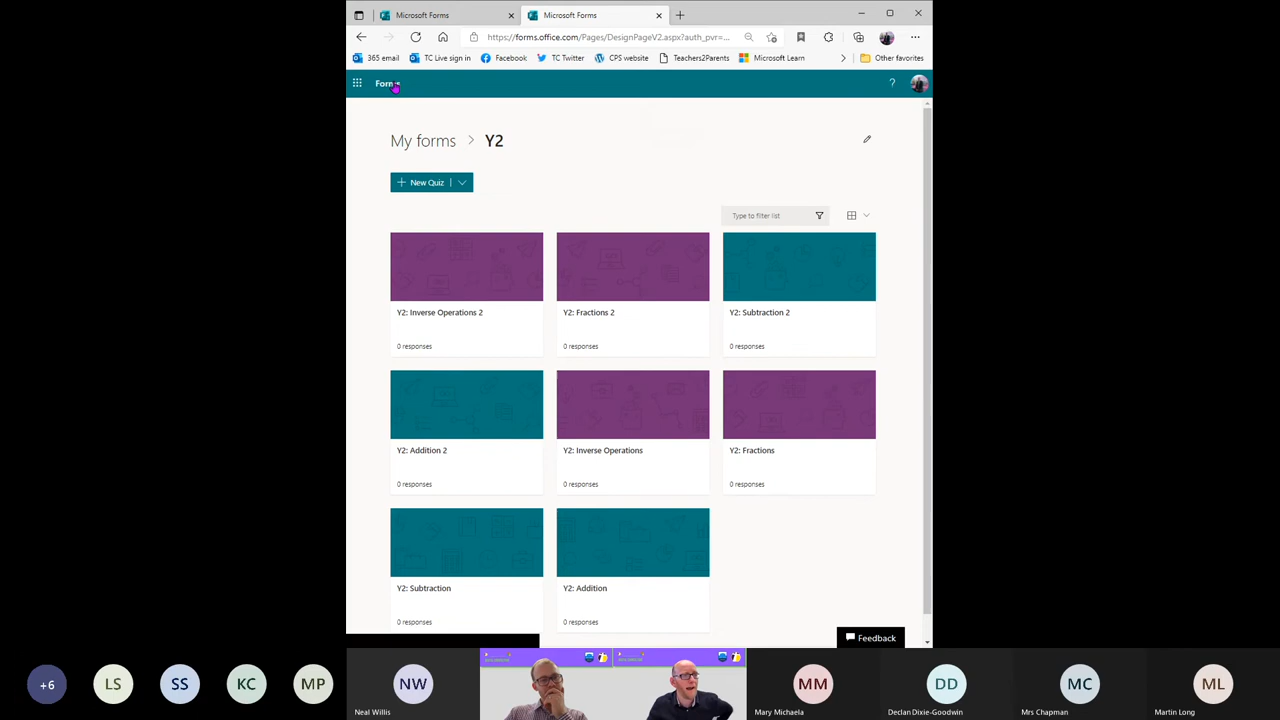 Microsoft Forms
Microsoft Forms
https://forms.office.com/Pages/DesignPageV2.aspx?auth_pvr=...
365 email
TC Live sign in
Facebook
TC Twitter
CPS website
Teachers2Parents
Microsoft Learn
Other favorites
Forms
?
My forms > Y2
New Quiz
Type to filter list
Y2: Inverse Operations 2
Y2: Fractions 2
Y2: Subtraction 2
0 responses
0 responses
0 responses
Y2: Addition 2
Y2: Inverse Operations
Y2: Fractions
0 responses
0 responses
0 responses
Y2: Subtraction
Y2: Addition
0 responses
0 responses
Feedback
+6
LS
SS
KC
MP
NW
MM
DD
MC
ML
Neal Willis
Mary Michaela
Declan Dixie-Goodwin
Mrs Chapman
Martin Long